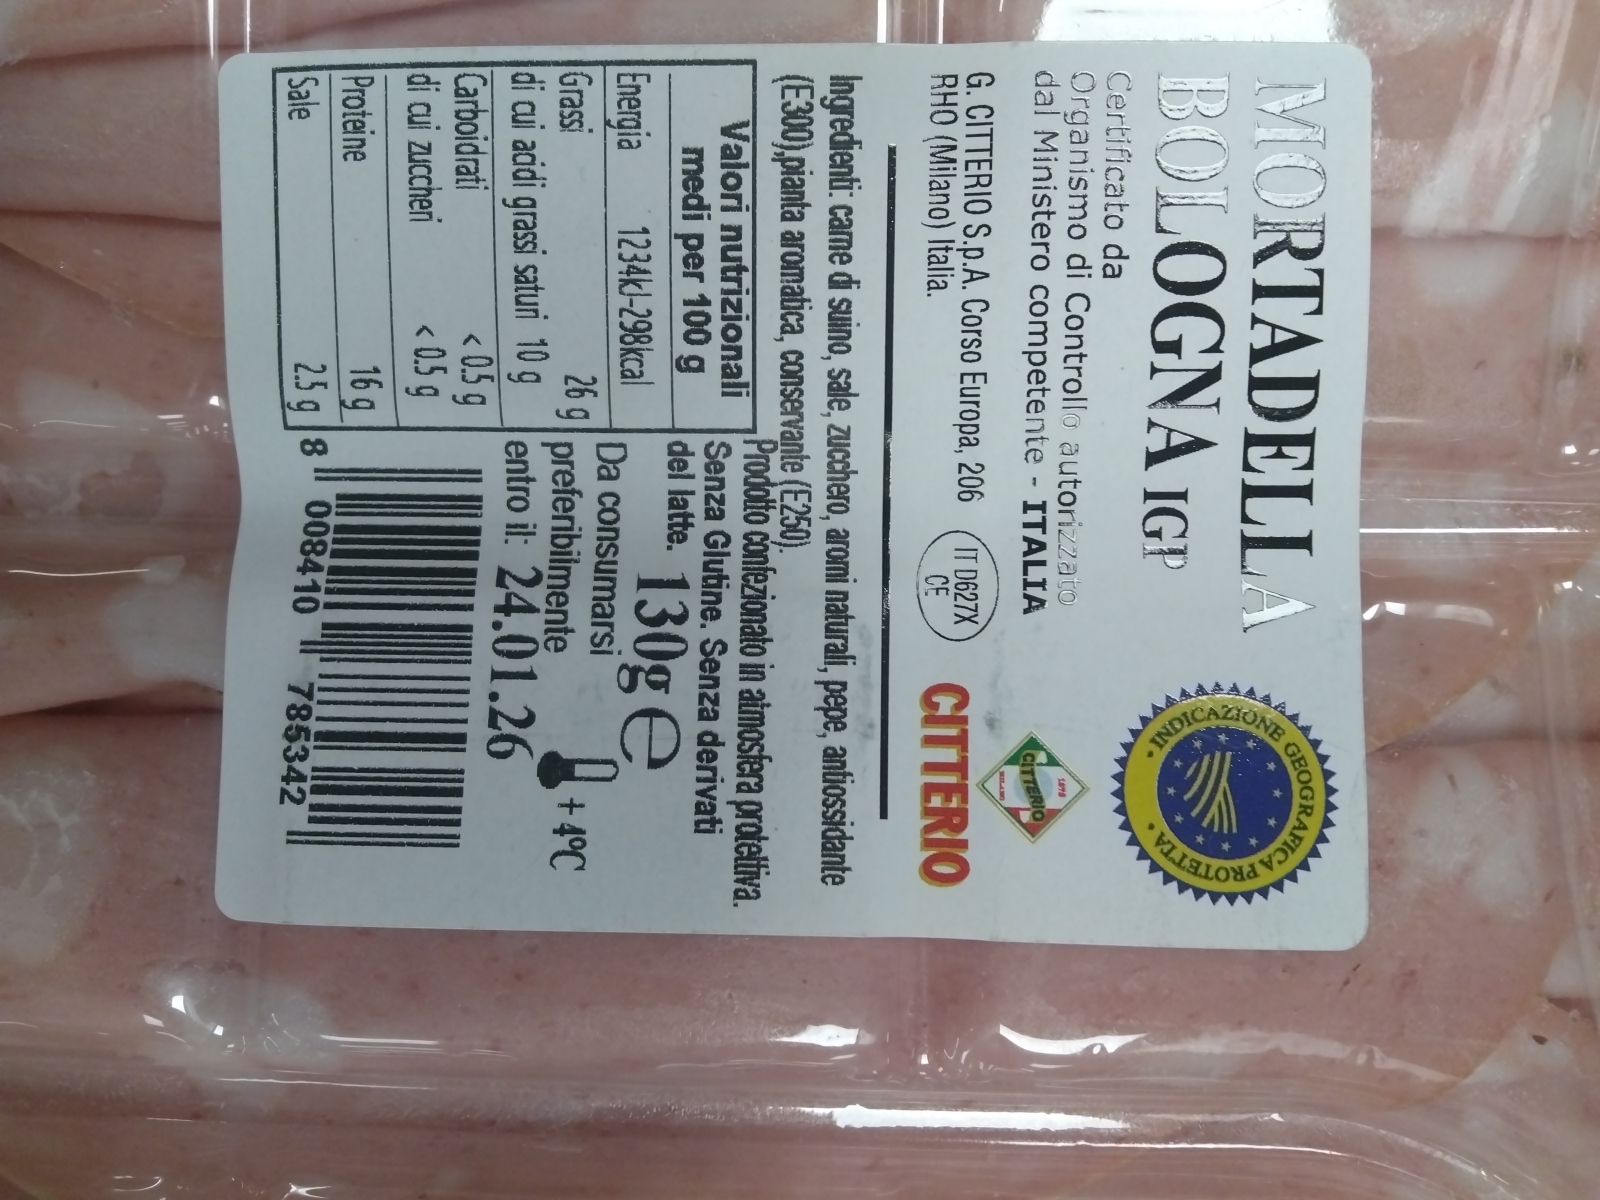 MORTADELLA
BOLOGNA IGP
Certificato da
Organismo di Controllo autorizzato
dal Ministero competente - ITALIA
INDICAZIONE GEOGRAFICA PROTETTA
1878
CITTERIO
MILANO
G. CITTERIO S.p.A. Corso Europa, 206
RHO (Milano) Italia.
IT D627X
CE
CITTERIO
Ingredienti: carne di suino, sale, zucchero, aromi naturali, pepe, antiossidante
(E300),pianta aromatica, conservante (E250).
Prodotto confezionato in atmosfera protettiva.
Senza Glutine. Senza derivati
del latte.
130g e
Da consumarsi
preferibilmente
entro il: 24.01.26
+ 4°C
Valori nutrizionali
medi per 100 g
Energia 1234kJ-298kcal
Grassi 26 g
di cui acidi grassi saturi 10 g
Carboidrati < 0.5 g
di cui zuccheri < 0.5 g
Proteine 16 g
Sale 2.5 g
8 008410 785342